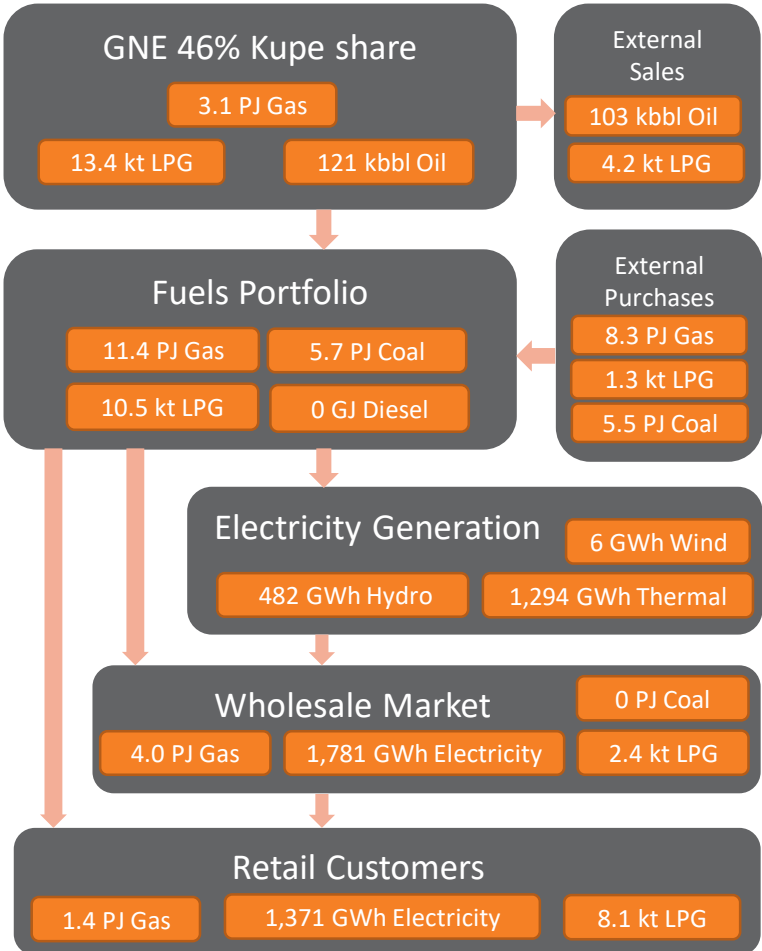 GNE 46% Kupe share
3.1 PJ Gas
13.4 kt LPG
121 kbbl Oil
External
Sales
103 kbbl Oil
4.2 kt LPG
Fuels Portfolio
11.4 PJ Gas
5.7 PJ Coal
10.5 kt LPG
0 GJ Diesel
External
Purchases
8.3 PJ Gas
1.3 kt LPG
5.5 PJ Coal
Electricity Generation
6 GWh Wind
482 GWh Hydro
1,294 GWh Thermal
Wholesale Market
0 PJ Coal
4.0 PJ Gas
1,781 GWh Electricity
2.4 kt LPG
Retail Customers
1.4 PJ Gas
1,371 GWh Electricity
8.1 kt LPG